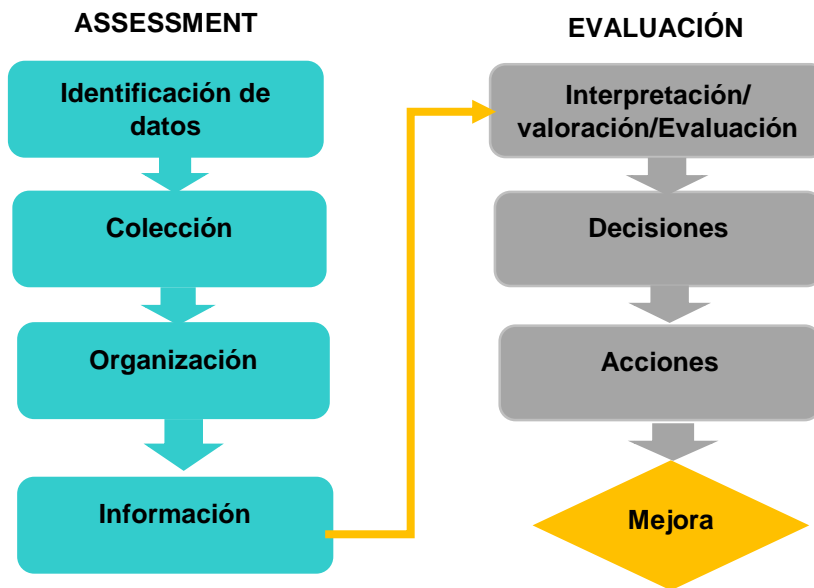 ASSESSMENT
Identificación de
datos
Colección
Organización
Información
EVALUACIÓN
Interpretación/
valoración/Evaluación
Decisiones
Acciones
Mejora